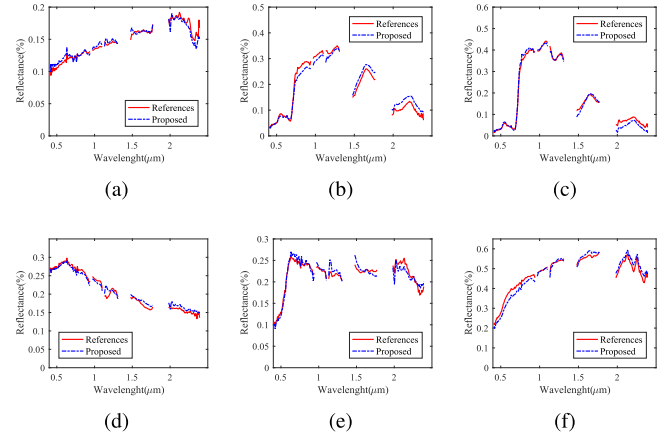 0.2
0.15
0.1
0.05
0
Reflectance(%)
References
Proposed
0.5 1 1.5 2
Wavelenght(μm)
(a)
0.5
0.4
0.3
0.2
0.1
0
Reflectance(%)
References
Proposed
0.5 1 1.5 2
Wavelenght(μm)
(b)
0.6
0.5
0.4
0.3
0.2
0.1
0
Reflectance(%)
References
Proposed
0.5 1 1.5 2
Wavelenght(μm)
(c)
0.3
0.25
0.2
0.15
0.1
0.05
0
Reflectance(%)
References
Proposed
0.5 1 1.5 2
Wavelenght(μm)
(d)
0.3
0.25
0.2
0.15
0.1
0.05
0
Reflectance(%)
References
Proposed
0.5 1 1.5 2
Wavelenght(μm)
(e)
0.6
0.5
0.4
0.3
0.2
0.1
0
Reflectance(%)
References
Proposed
0.5 1 1.5 2
Wavelenght(μm)
(f)